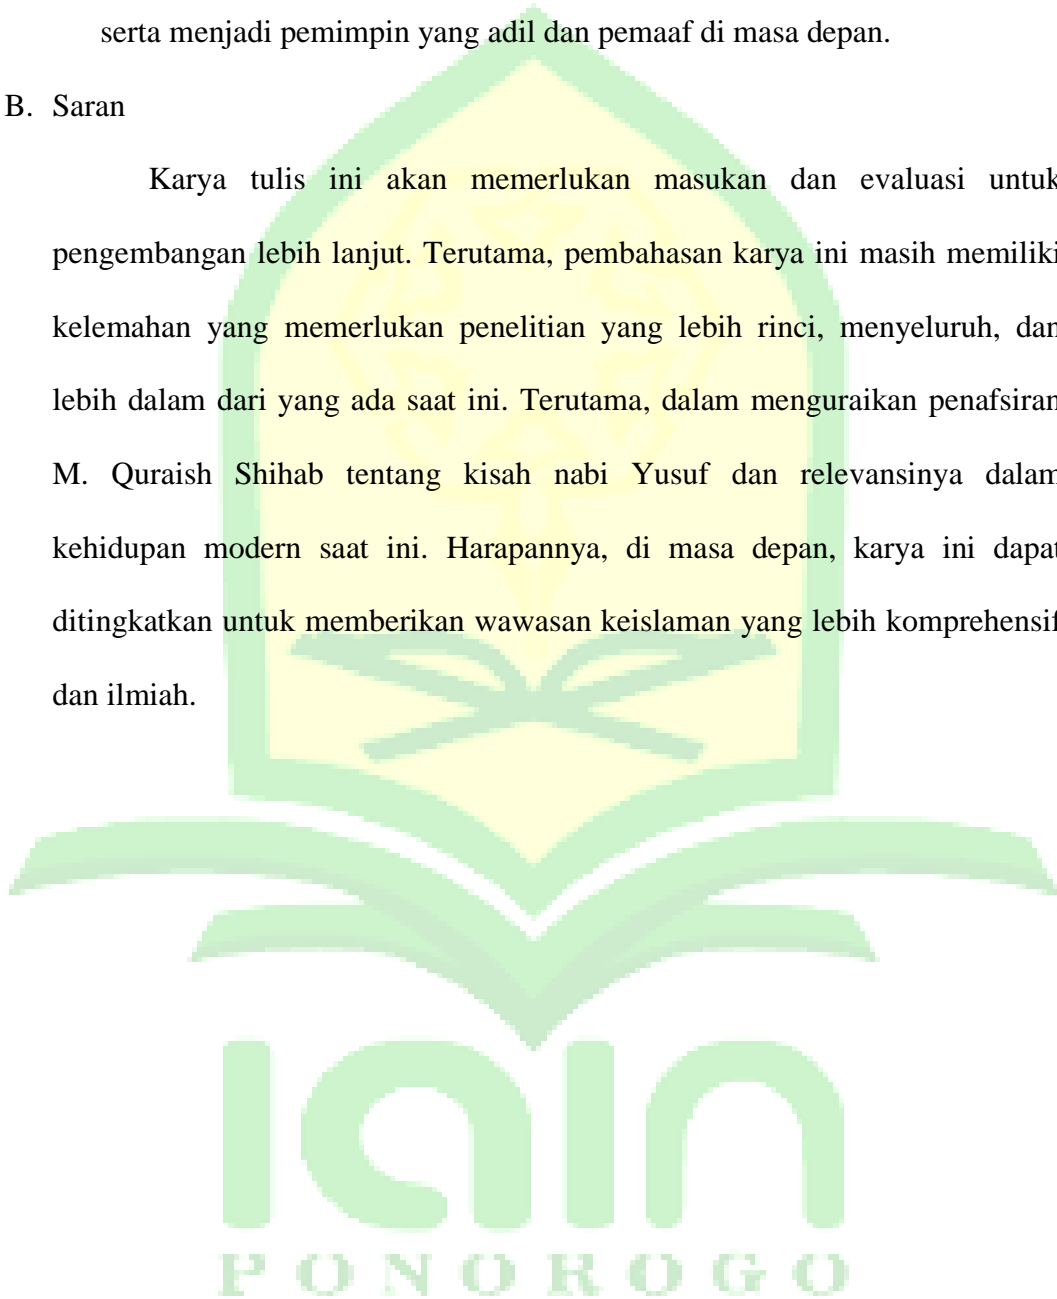 serta menjadi pemimpin yang adil dan pemaaf di masa depan.
B. Saran
Karya tulis ini akan memerlukan masukan dan evaluasi untuk
pengembangan lebih lanjut. Terutama, pembahasan karya ini masih memiliki
kelemahan yang memerlukan penelitian yang lebih rinci, menyeluruh, dan
lebih dalam dari yang ada saat ini. Terutama, dalam menguraikan penafsiran
M. Quraish Shihab tentang kisah nabi Yusuf dan relevansinya dalam
kehidupan modern saat ini. Harapannya, di masa depan, karya ini dapat
ditingkatkan untuk memberikan wawasan keislaman yang lebih komprehensif
dan ilmiah.
iain
PONOROGO